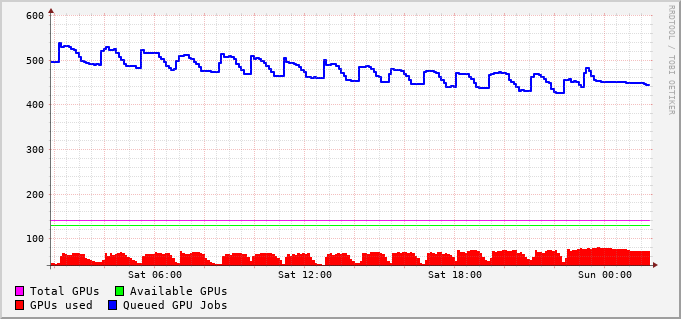 600
500
400
300
200
100
Sat 06:00 Sat 12:00 Sat 18:00 Sun 00:00
Total GPUs Available GPUs
GPUs used Queued GPU Jobs
RRDTOOL / TOBI OETIKER